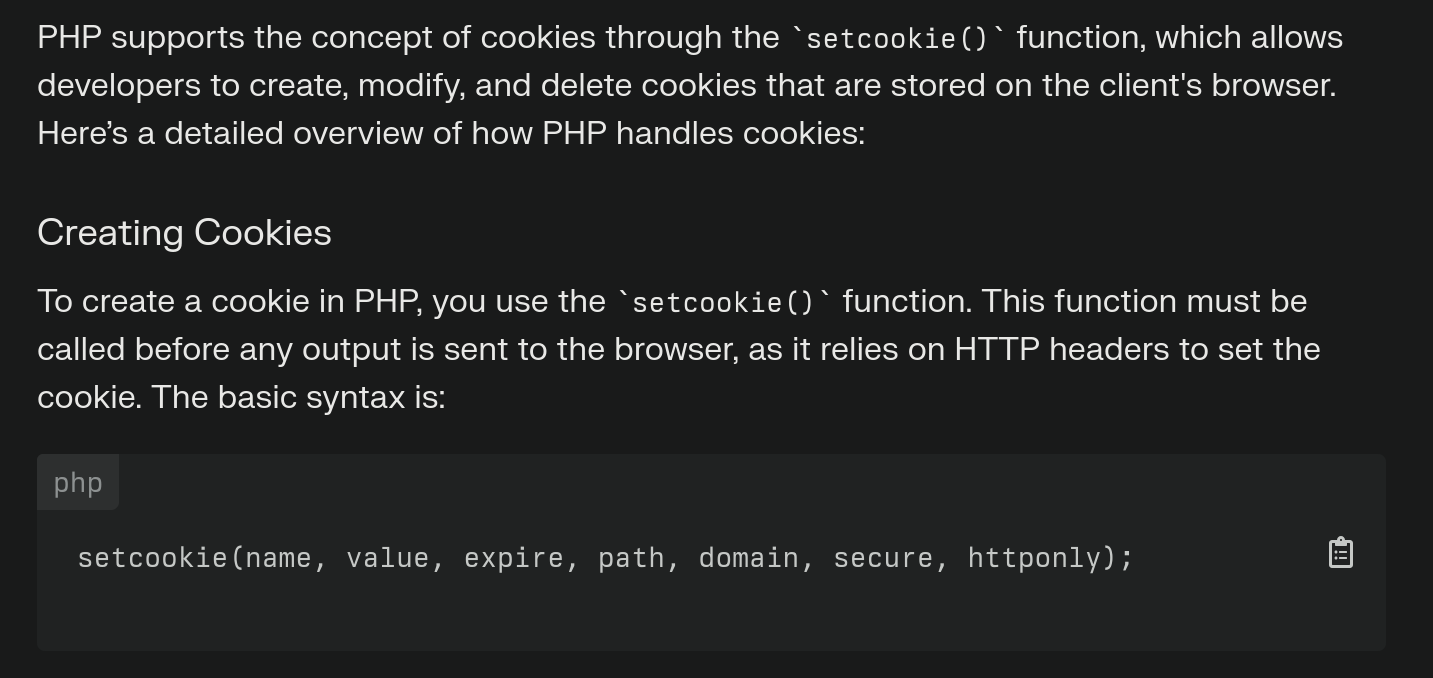 PHP supports the concept of cookies through the `setcookie()` function, which allows
developers to create, modify, and delete cookies that are stored on the client's browser.
Here’s a detailed overview of how PHP handles cookies:
Creating Cookies
To create a cookie in PHP, you use the `setcookie()` function. This function must be
called before any output is sent to the browser, as it relies on HTTP headers to set the
cookie. The basic syntax is:
php
setcookie(name, value, expire, path, domain, secure, httponly);